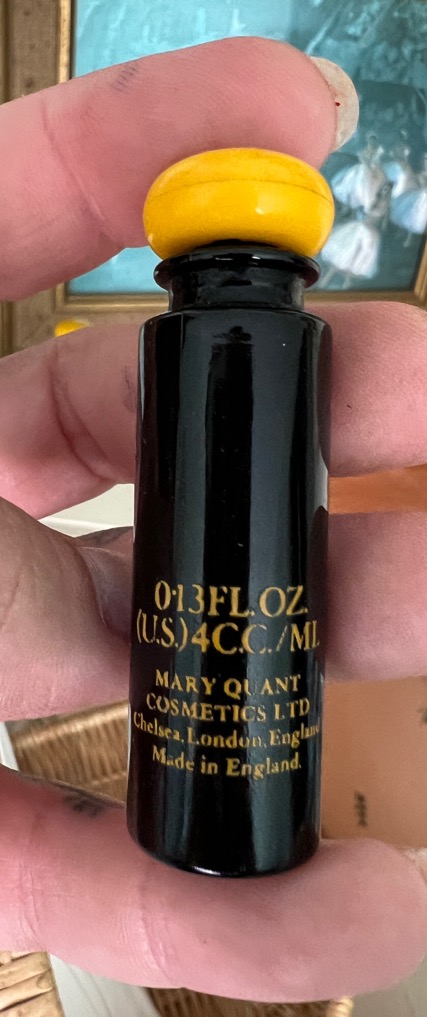 0·13FL.OZ.
(U.S.)4C.C./ML
MARY QUANT
COSMETICS LTD
Chelsea, London, England
Made in England.